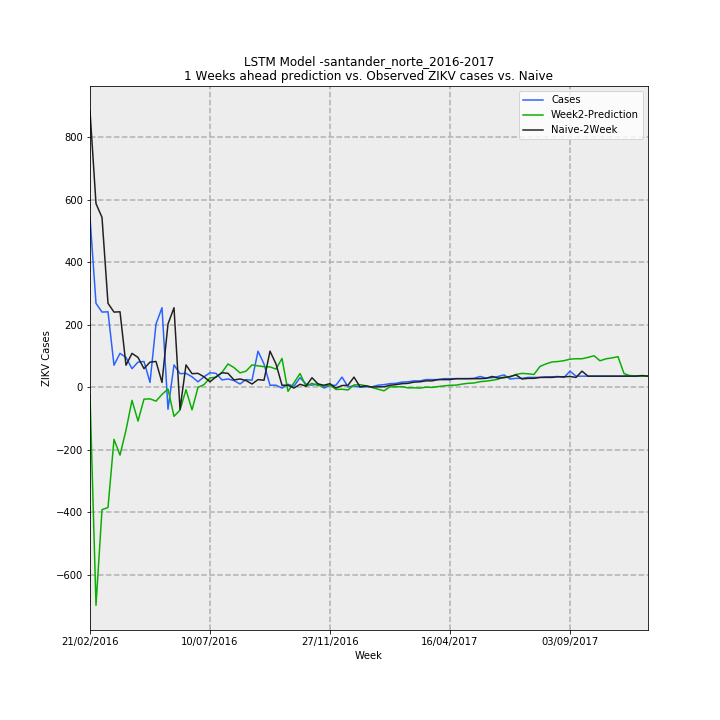 LSTM Model -santander_norte_2016-2017
1 Weeks ahead prediction vs. Observed ZIKV cases vs. Naive
Cases
Week2-Prediction
Naive-2Week
800
600
400
200
0
−200
−400
−600
ZIKV Cases
21/02/2016
10/07/2016
27/11/2016
16/04/2017
03/09/2017
Week